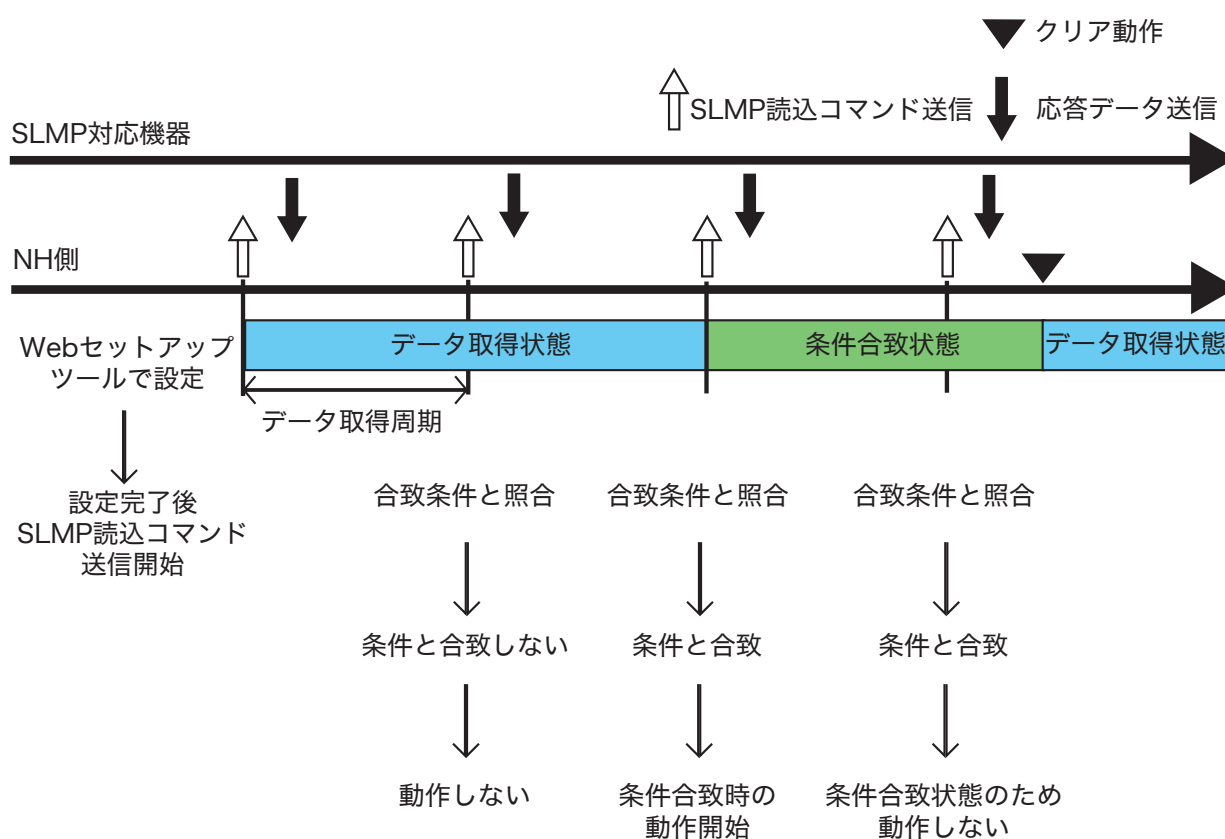 クリア動作
SLMP読込コマンド送信
応答データ送信
SLMP対応機器
NH側
Webセットアップ
ツールで設定
データ取得状態
条件合致状態
データ取得状態
データ取得周期
設定完了後
SLMP読込コマンド
送信開始
合致条件と照合
合致条件と照合
合致条件と照合
条件と合致しない
条件と合致
条件と合致
動作しない
条件合致時の
動作開始
条件合致状態のため
動作しない